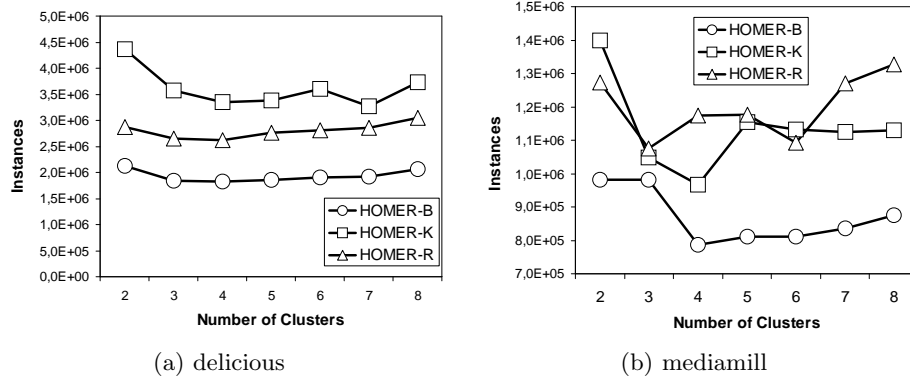 5,0E+06
4,5E+06
4,0E+06
3,5E+06
3,0E+06
2,5E+06
2,0E+06
1,5E+06
1,0E+06
5,0E+05
0,0E+00
Instances
HOMER-B
HOMER-K
HOMER-R
2 3 4 5 6 7 8
Number of Clusters
(a) delicious
1,5E+06
1,4E+06
1,3E+06
1,2E+06
1,1E+06
1,0E+06
9,0E+05
8,0E+05
7,0E+05
Instances
HOMER-B
HOMER-K
HOMER-R
2 3 4 5 6 7 8
Number of Clusters
(b) mediamill